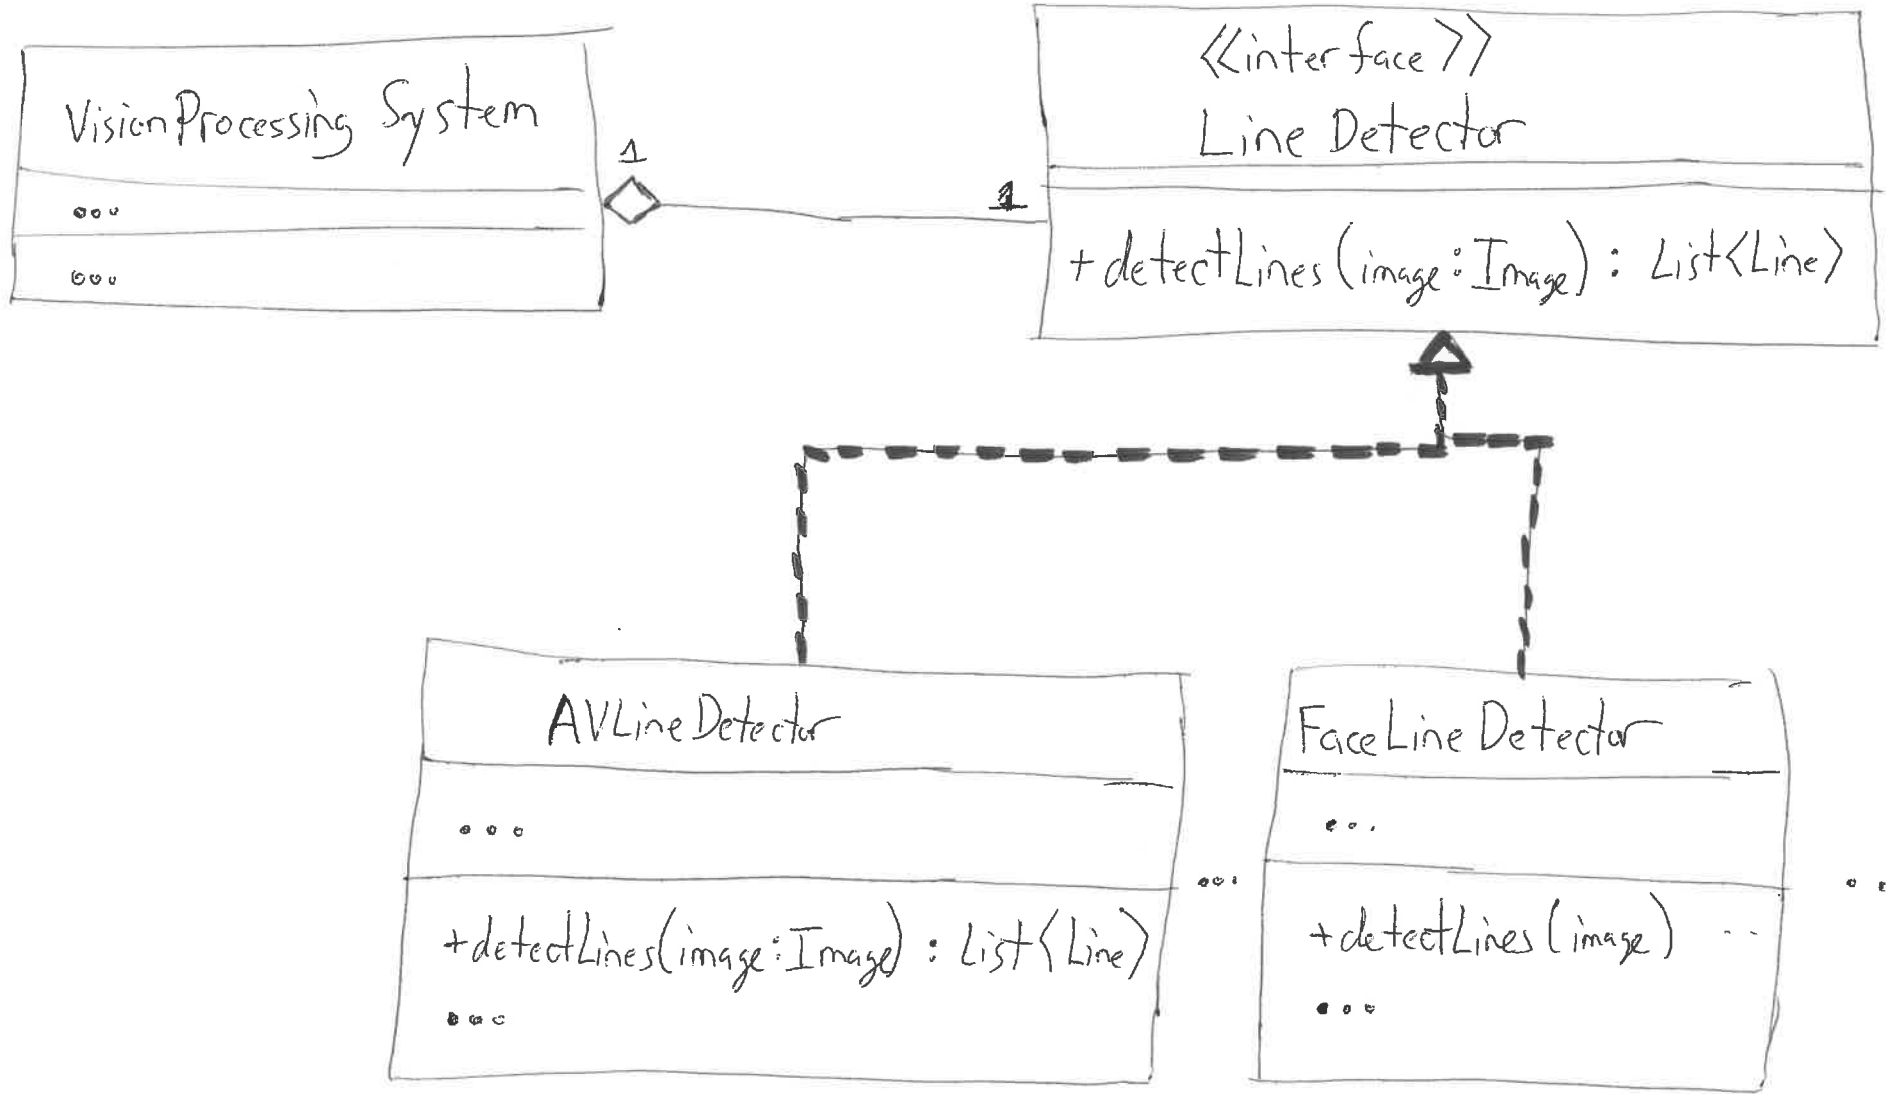 VisionProcessing System
...
...
1
1
<<interface>>
Line Detector
+ detectLines(image:Image) : List<Line>
AVLineDetector
...
+detectLines(image:Image) : List<Line>
...
...
FaceLineDetector
...
+detectLines(image) ..
...
..